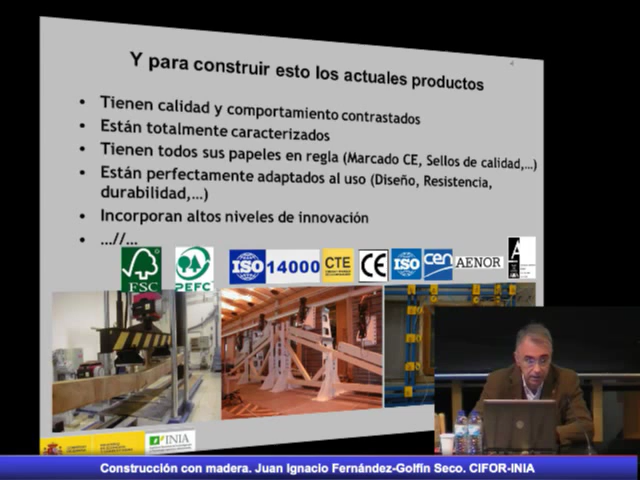 Y para construir esto los actuales productos
• Tienen calidad y comportamiento contrastados
• Están totalmente caracterizados
• Tienen todos sus papeles en regla (Marcado CE, Sellos de calidad,...)
• Están perfectamente adaptados al uso (Diseño, Resistencia,
durabilidad,...)
• Incorporan altos niveles de innovación
• ...//...
FSC PEFC ISO 14000 CTE CE ISO cen AENOR A
INIA
Construcción con madera. Juan Ignacio Fernández-Golfín Seco. CIFOR-INIA